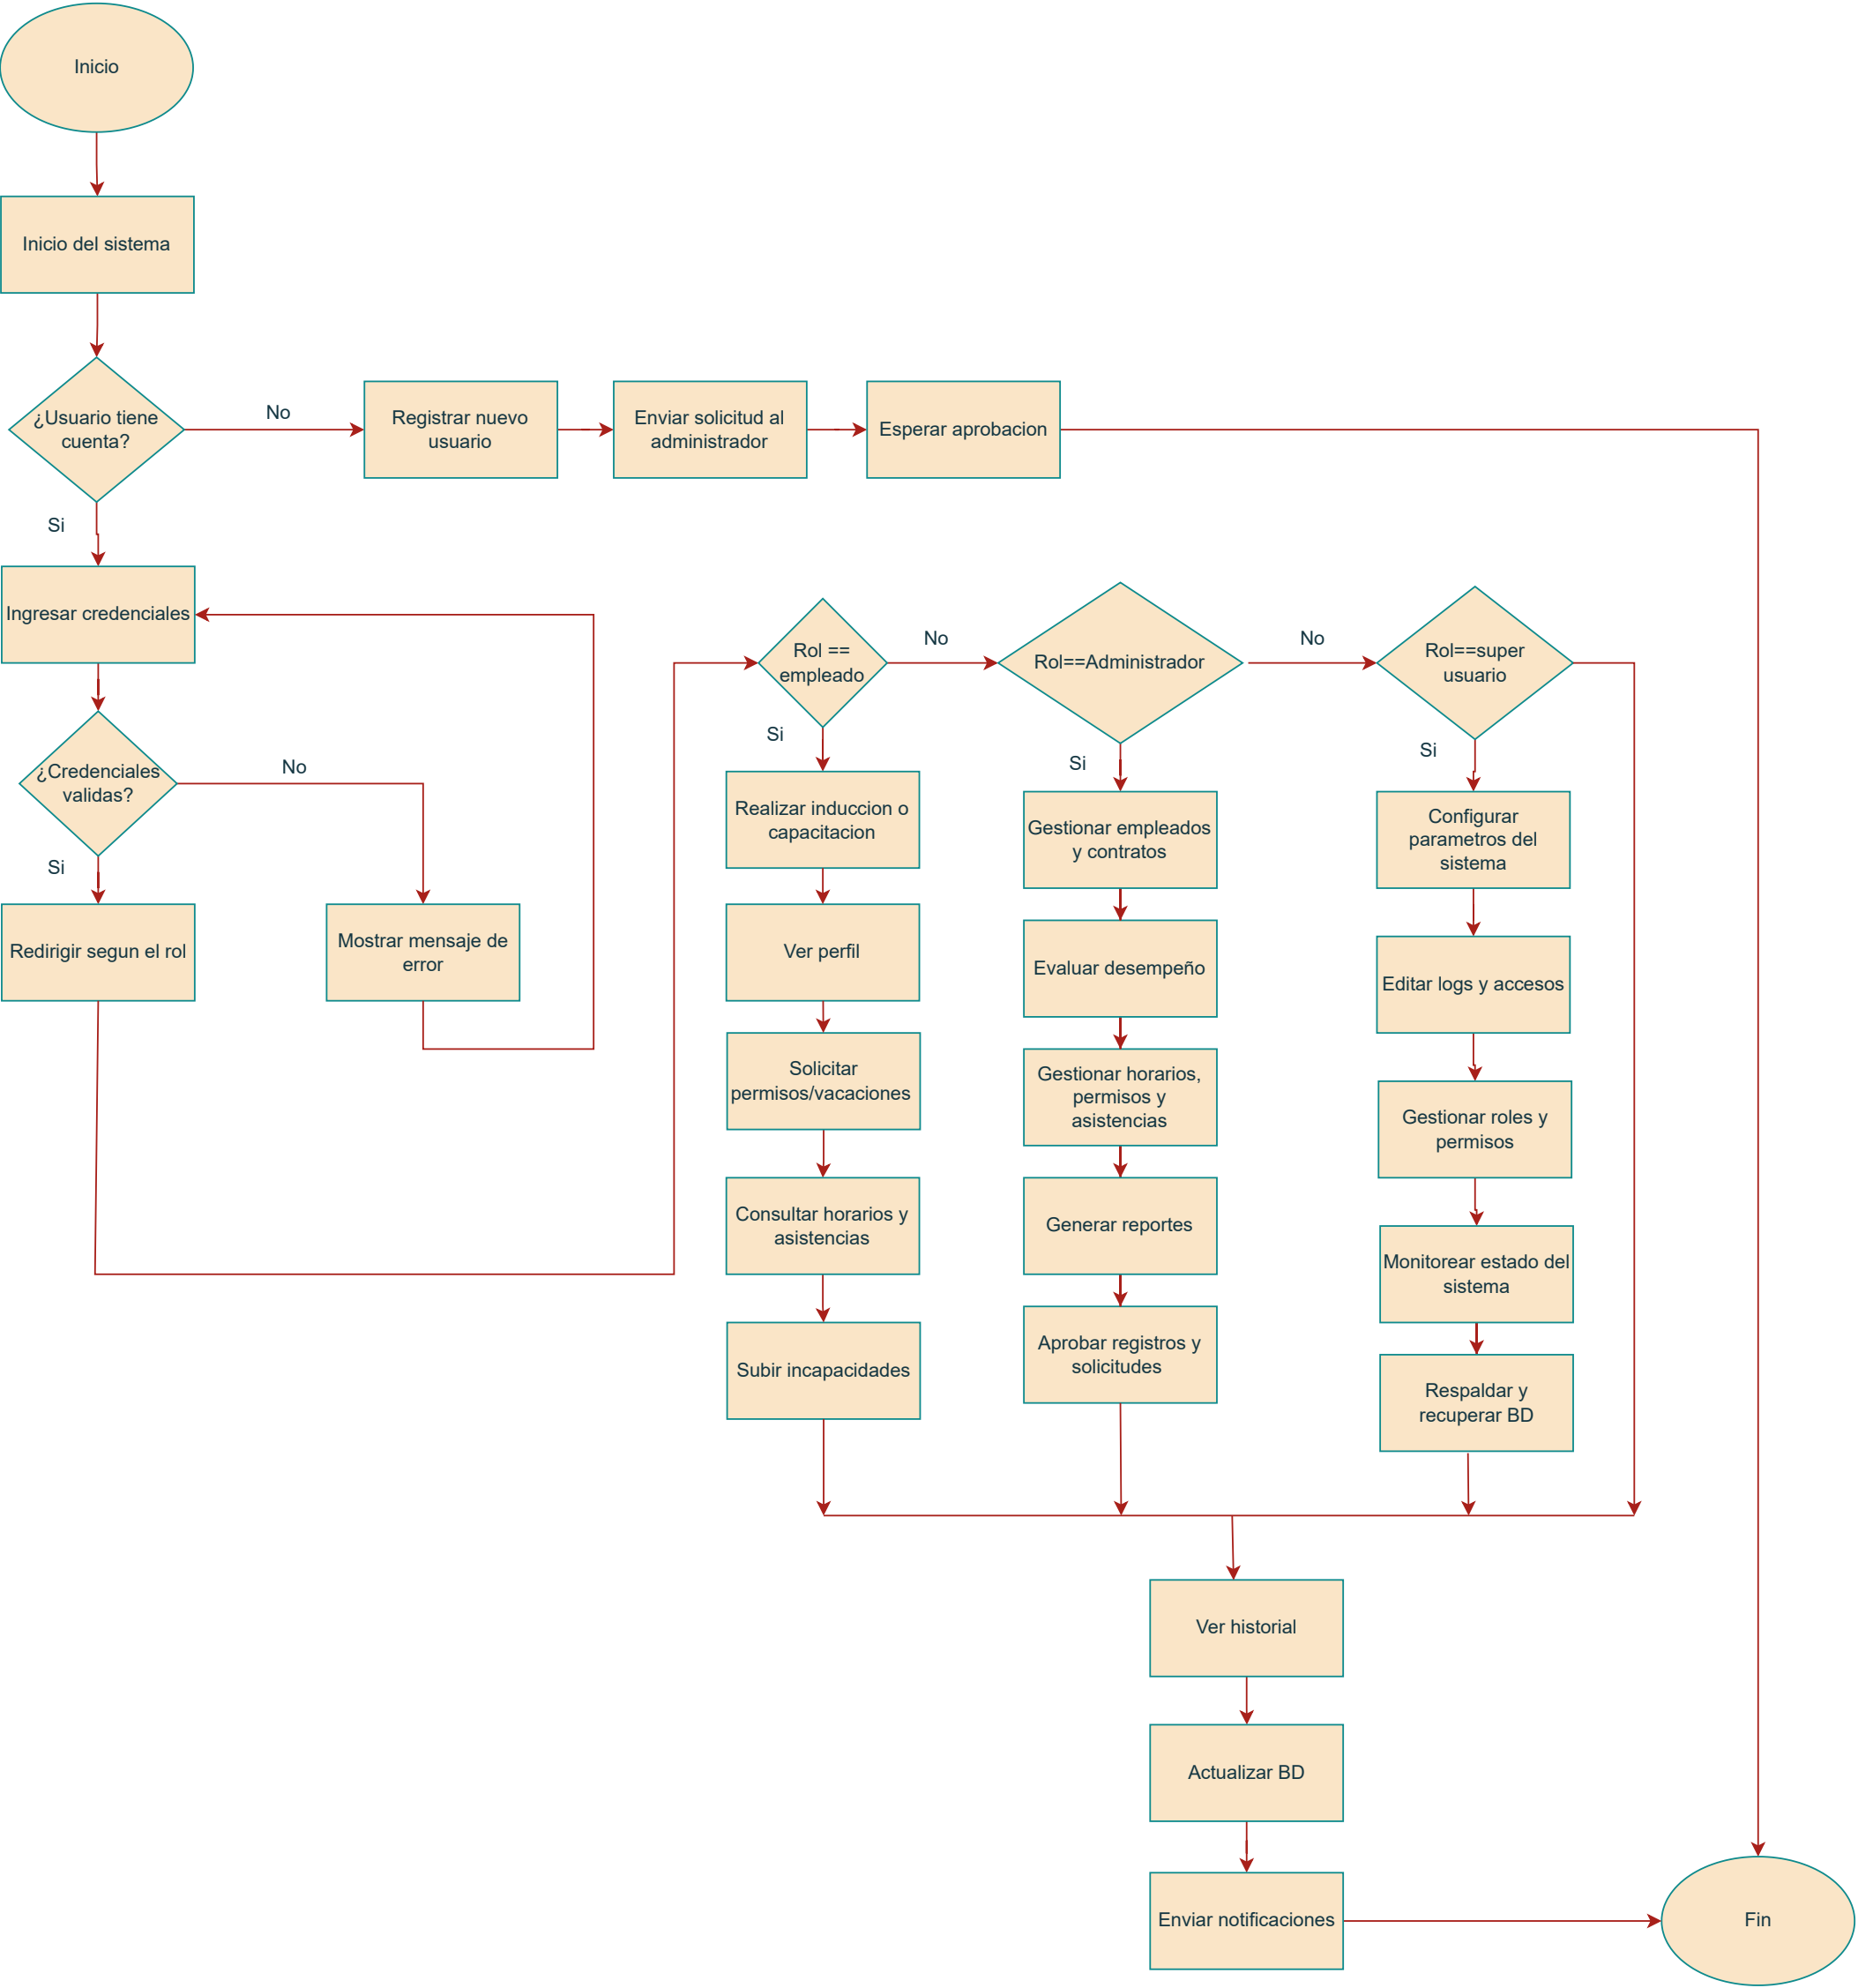 Inicio
Inicio del sistema
¿Usuario tiene
cuenta?
No
Registrar nuevo
usuario
Enviar solicitud al
administrador
Esperar aprobacion
Si
Ingresar credenciales
¿Credenciales
validas?
No
Si
Redirigir segun el rol
Mostrar mensaje de
error
Rol ==
empleado
No
Rol==Administrador
No
Rol==super
usuario
Si
Realizar induccion o
capacitacion
Ver perfil
Solicitar
permisos/vacaciones
Consultar horarios y
asistencias
Subir incapacidades
Si
Gestionar empleados
y contratos
Evaluar desempeño
Gestionar horarios,
permisos y
asistencias
Generar reportes
Aprobar registros y
solicitudes
Si
Configurar
parametros del
sistema
Editar logs y accesos
Gestionar roles y
permisos
Monitorear estado del
sistema
Respaldar y
recuperar BD
Ver historial
Actualizar BD
Enviar notificaciones
Fin